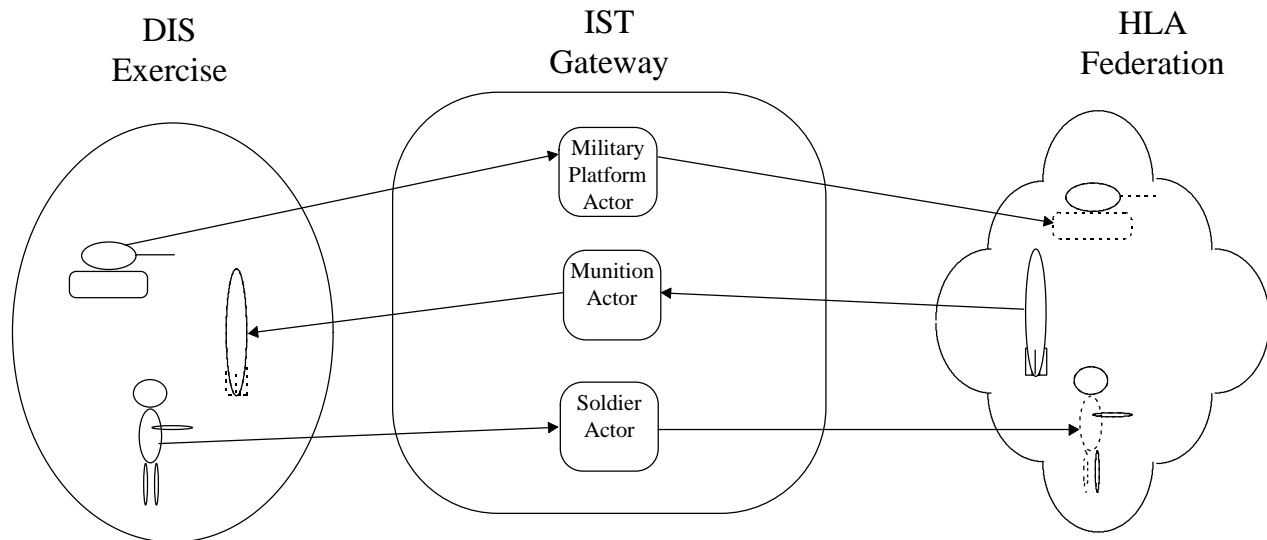 DIS
Exercise
IST
Gateway
HLA
Federation
Military
Platform
Actor
Munition
Actor
Soldier
Actor